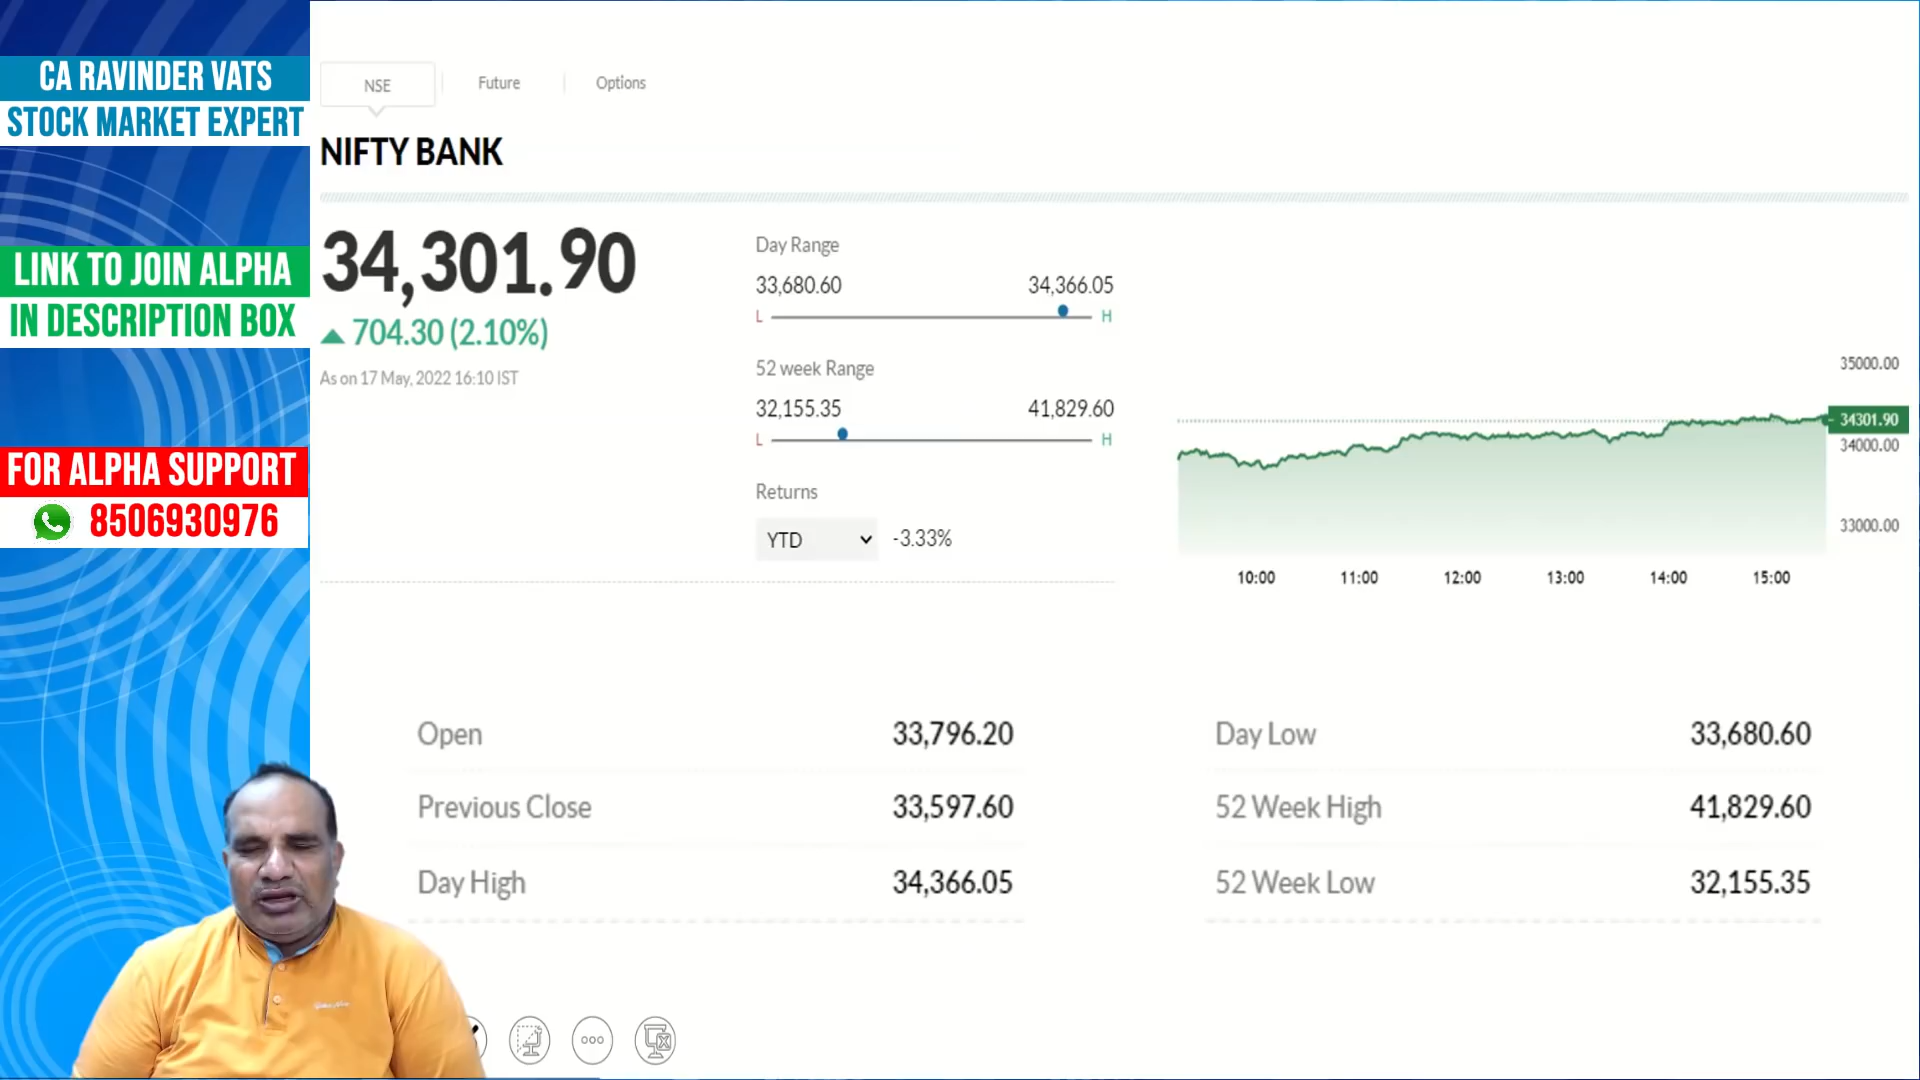 CA RAVINDER VATS
STOCK MARKET EXPERT
LINK TO JOIN ALPHA
IN DESCRIPTION BOX
FOR ALPHA SUPPORT
8506930976
NSE
Future
Options
NIFTY BANK
34,301.90
704.30 (2.10%)
As on 17 May, 2022 16:10 IST
Day Range
33,680.60 34,366.05
L H
52 week Range
32,155.35 41,829.60
L H
Returns
YTD -3.33%
35000.00
34301.90
34000.00
33000.00
10:00 11:00 12:00 13:00 14:00 15:00
Open 33,796.20
Previous Close 33,597.60
Day High 34,366.05
Day Low 33,680.60
52 Week High 41,829.60
52 Week Low 32,155.35